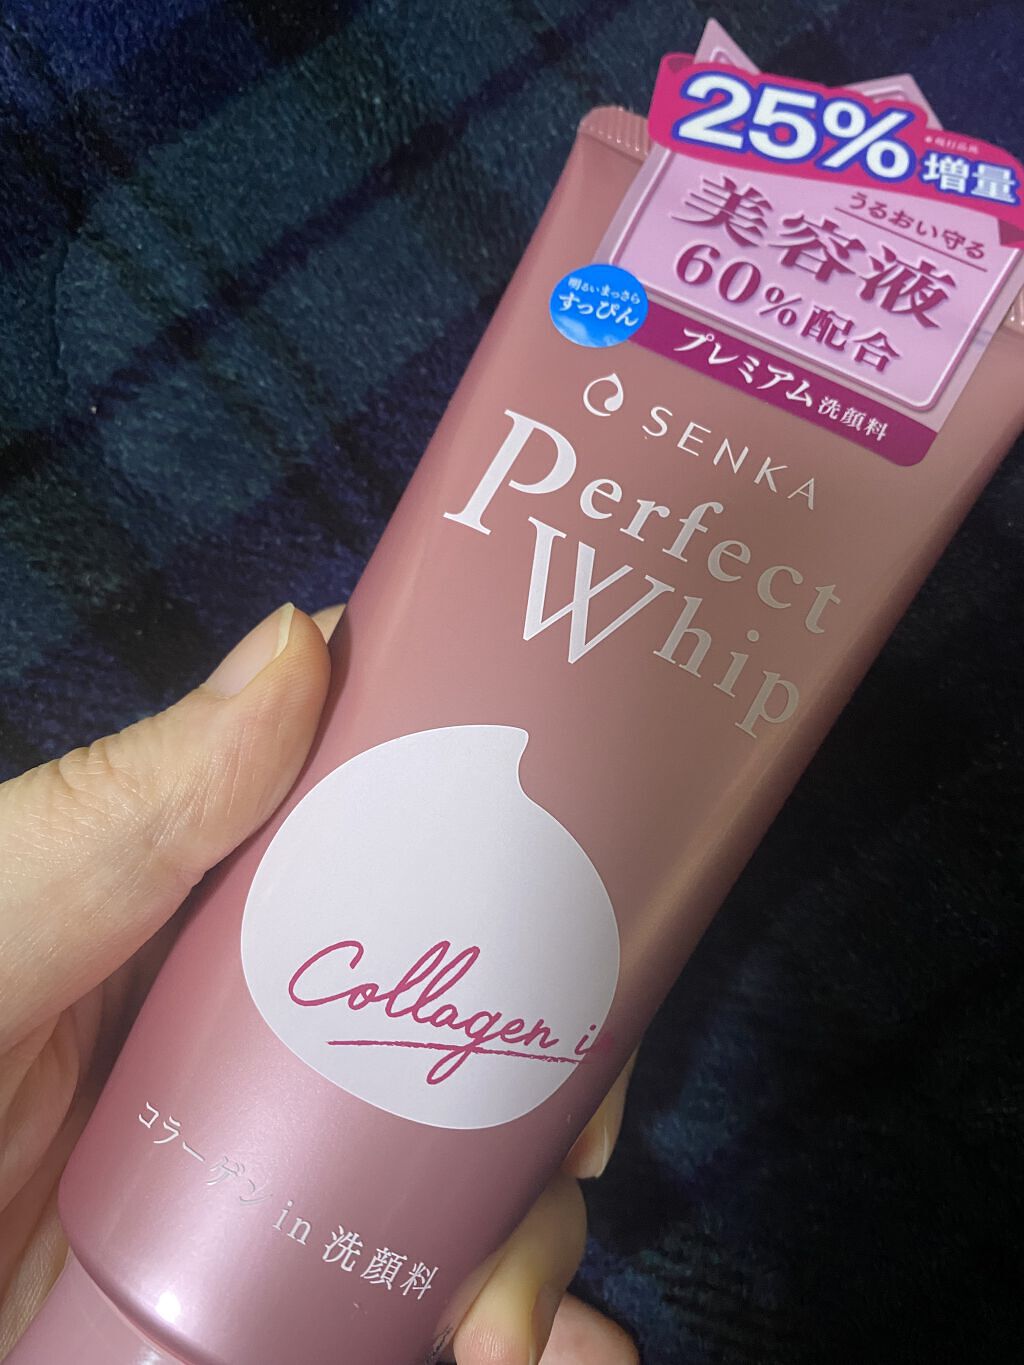 25%増量
うるおい守る
美容液
60%配合
プレミアム洗顔料
明るいまっさら
すっぴん
SENKA
Perfect
Whip
Collagen in
コラーゲン in 洗顔料